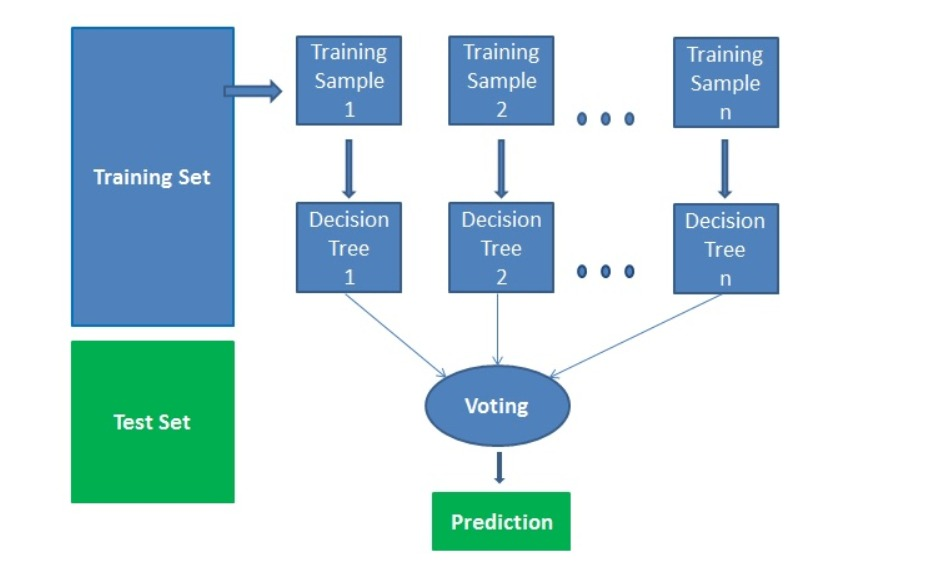 Training
Sample
1
Training
Sample
2
Training
Sample
n
Training Set
Decision
Tree
1
Decision
Tree
2
Decision
Tree
n
Test Set
Voting
Prediction